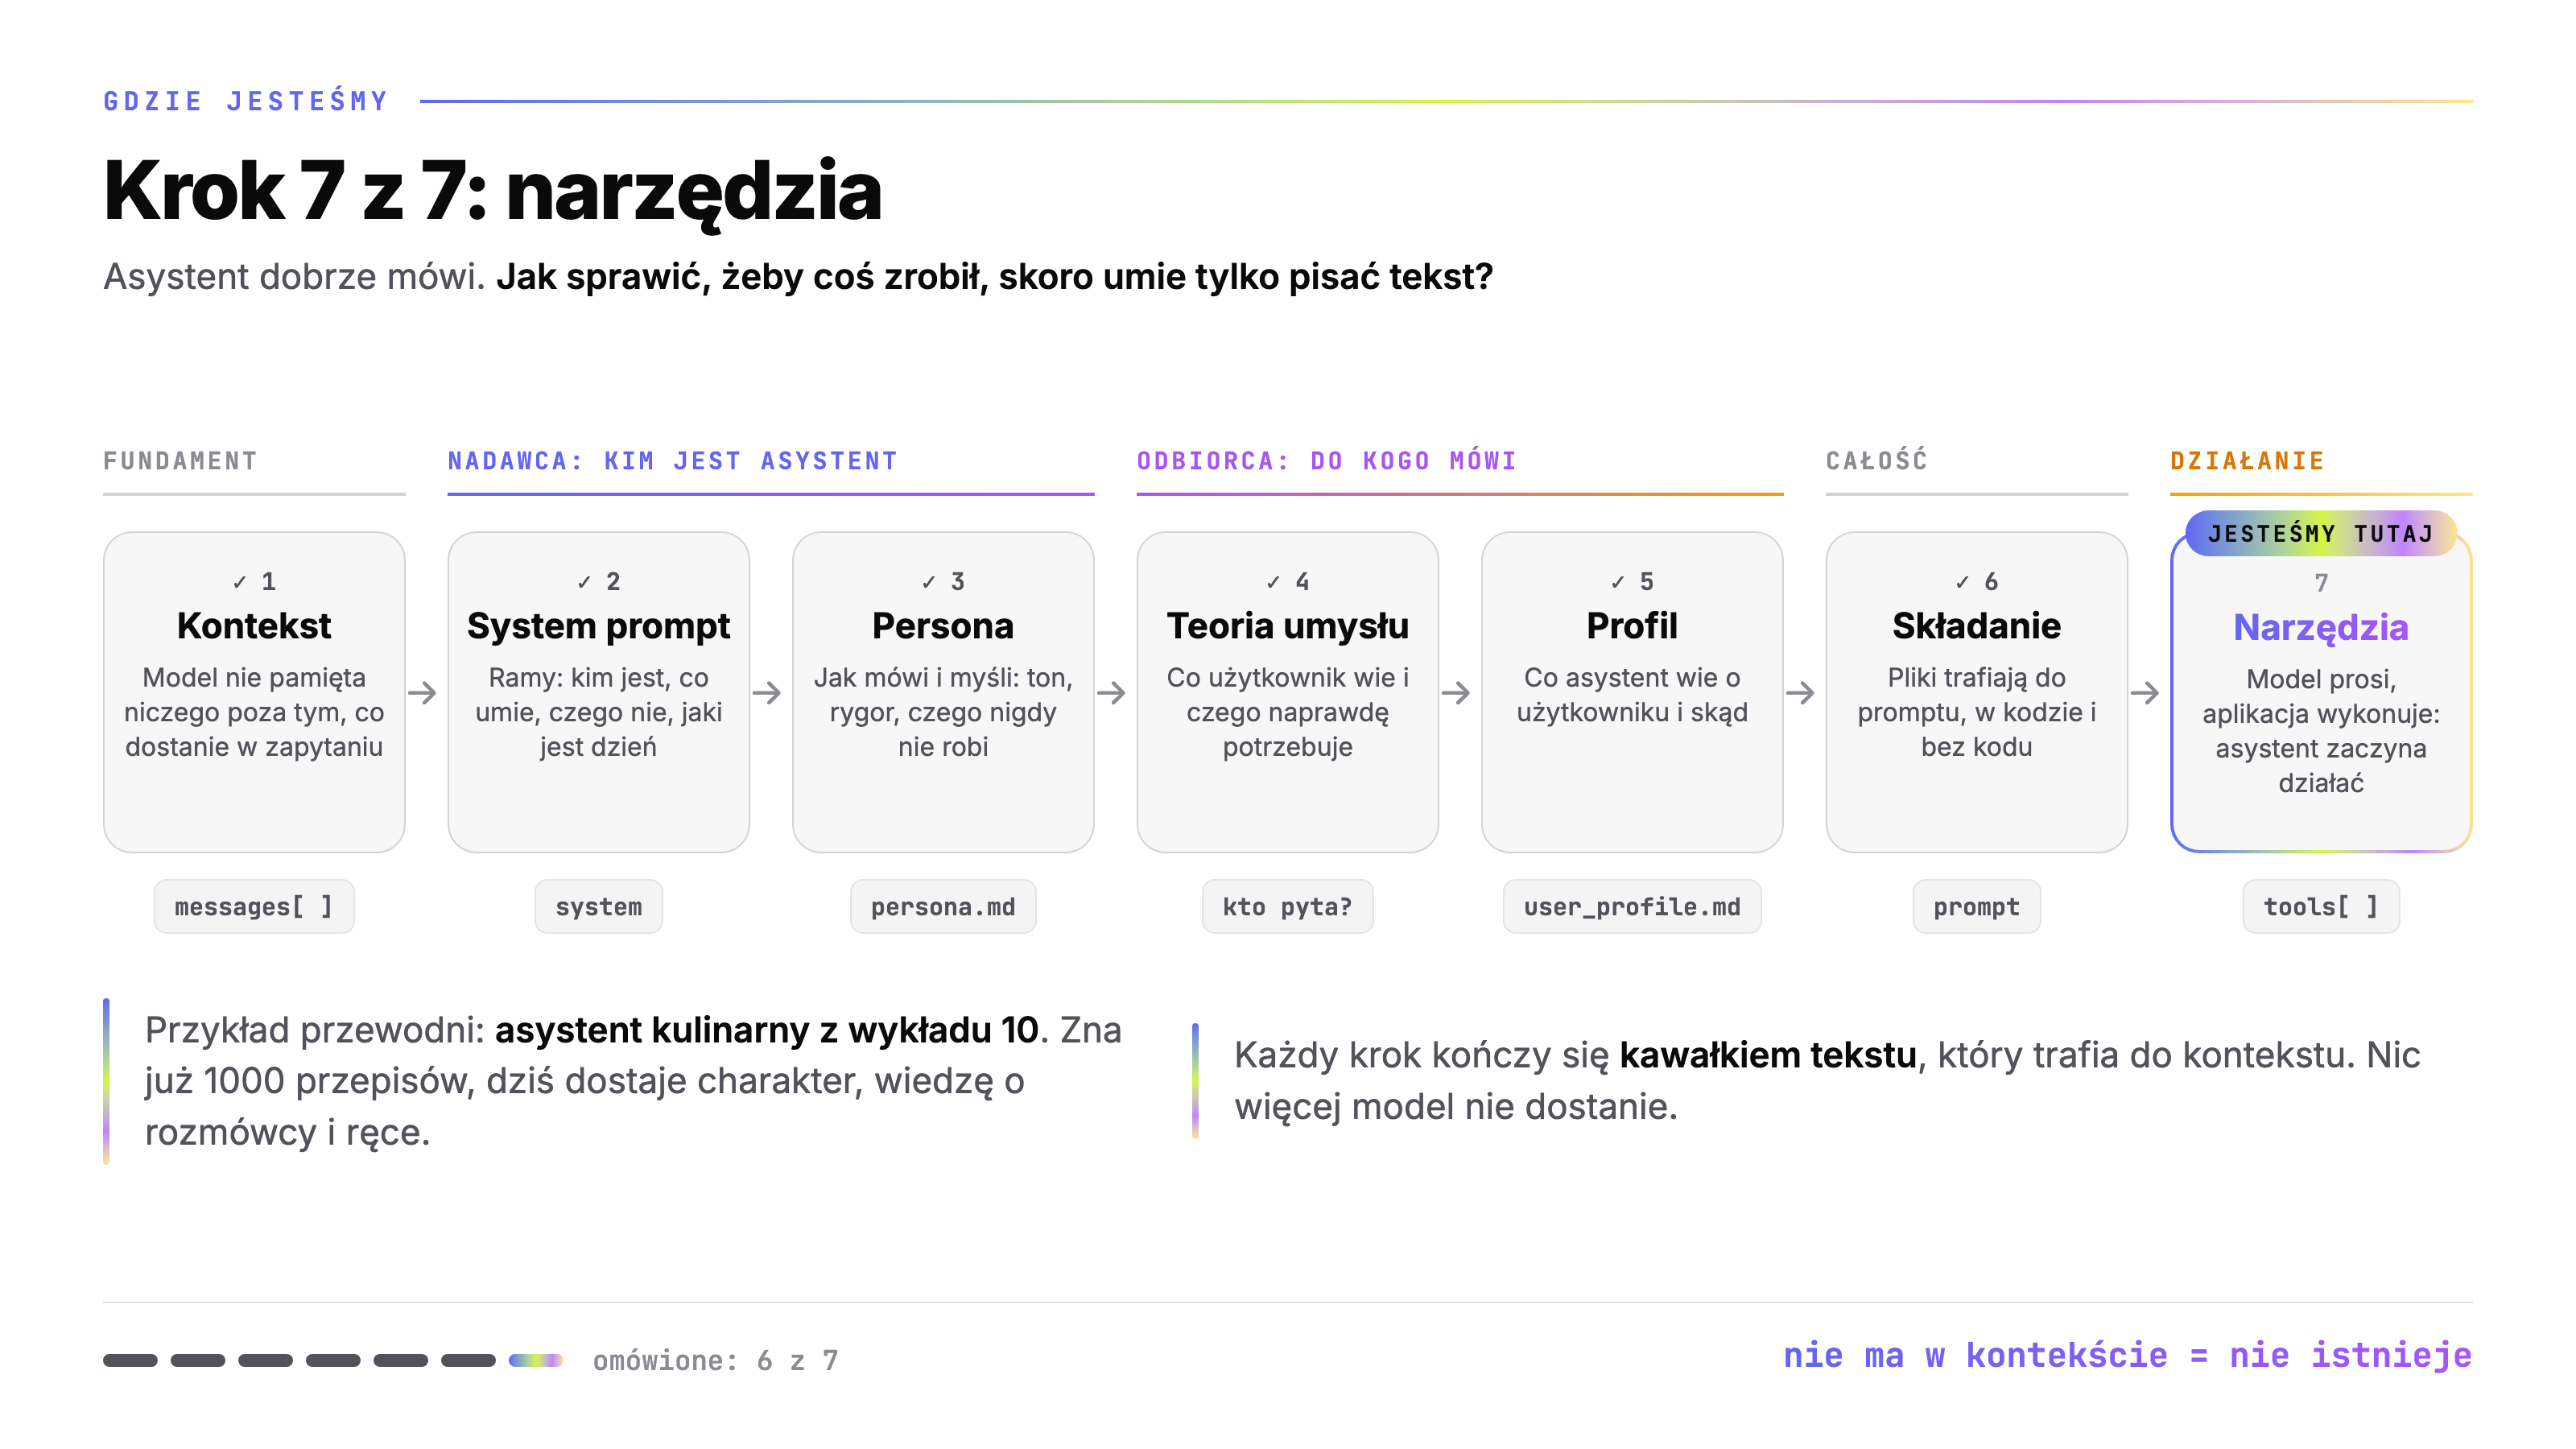 GDZIE JESTEŚMY
Krok 7 z 7: narzędzia
Asystent dobrze mówi. Jak sprawić, żeby coś zrobił, skoro umie tylko pisać tekst?
FUNDAMENT
NADAWCA: KIM JEST ASYSTENT
ODBIORCA: DO KOGO MÓWI
CAŁOŚĆ
DZIAŁANIE
✓ 1
Kontekst
Model nie pamięta
niczego poza tym, co
dostanie w zapytaniu
messages[ ]
✓ 2
System prompt
Ramy: kim jest, co
umie, czego nie, jaki
jest dzień
system
✓ 3
Persona
Jak mówi i myśli: ton,
rygor, czego nigdy
nie robi
persona.md
✓ 4
Teoria umysłu
Co użytkownik wie i
czego naprawdę
potrzebuje
kto pyta?
✓ 5
Profil
Co asystent wie o
użytkowniku i skąd
user_profile.md
✓ 6
Składanie
Pliki trafiają do
promptu, w kodzie i
bez kodu
prompt
JESTEŚMY TUTAJ
7
Narzędzia
Model prosi,
aplikacja wykonuje:
asystent zaczyna
działać
tools[ ]
Przykład przewodni: asystent kulinarny z wykładu 10. Zna
już 1000 przepisów, dziś dostaje charakter, wiedzę o
rozmówcy i ręce.
Każdy krok kończy się kawałkiem tekstu, który trafia do kontekstu. Nic
więcej model nie dostanie.
omówione: 6 z 7
nie ma w kontekście = nie istnieje